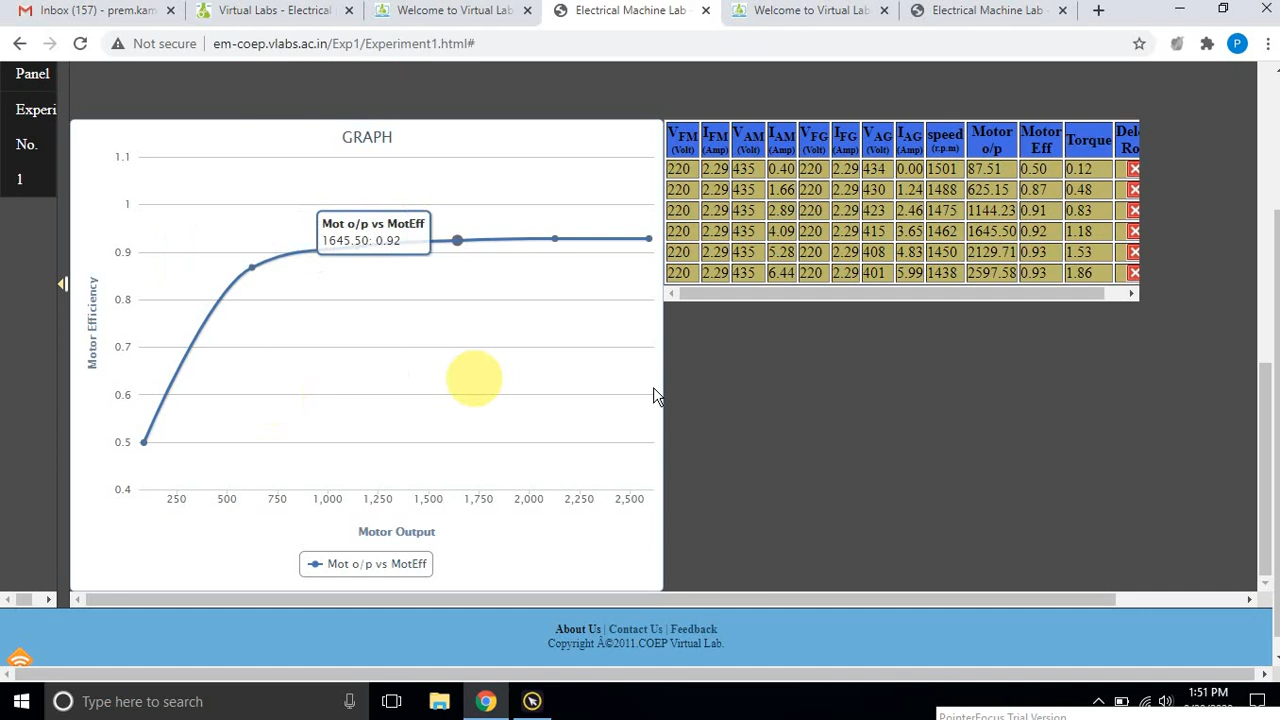 Inbox (157) - prem.kam
Virtual Labs - Electrical
Welcome to Virtual Lab
Electrical Machine Lab
Welcome to Virtual Lab
Electrical Machine Lab
Not secure | em-coep.vlabs.ac.in/Exp1/Experiment1.html#
P
Panel
Experi
No.
1
GRAPH
1.1
1
0.9
0.8
0.7
0.6
0.5
0.4
Motor Efficiency
Mot o/p vs MotEff
1645.50: 0.92
250 500 750 1,000 1,250 1,500 1,750 2,000 2,250 2,500
Motor Output
Mot o/p vs MotEff
VFM (Volt) IFM (Amp) VAM (Volt) IAM (Amp) VFG (Volt) IFG (Amp) VAG (Volt) IAG (Amp) speed (r.p.m) Motor o/p Motor Eff Torque Del Ro
220 2.29 435 0.40 220 2.29 434 0.00 1501 87.51 0.50 0.12
220 2.29 435 1.66 220 2.29 430 1.24 1488 625.15 0.87 0.48
220 2.29 435 2.89 220 2.29 423 2.46 1475 1144.23 0.91 0.83
220 2.29 435 4.09 220 2.29 415 3.65 1462 1645.50 0.92 1.18
220 2.29 435 5.28 220 2.29 408 4.83 1450 2129.71 0.93 1.53
220 2.29 435 6.44 220 2.29 401 5.99 1438 2597.58 0.93 1.86
About Us | Contact Us | Feedback
Copyright Â©2011.COEP Virtual Lab.
Type here to search
1:51 PM
PointerFocus Trial Version